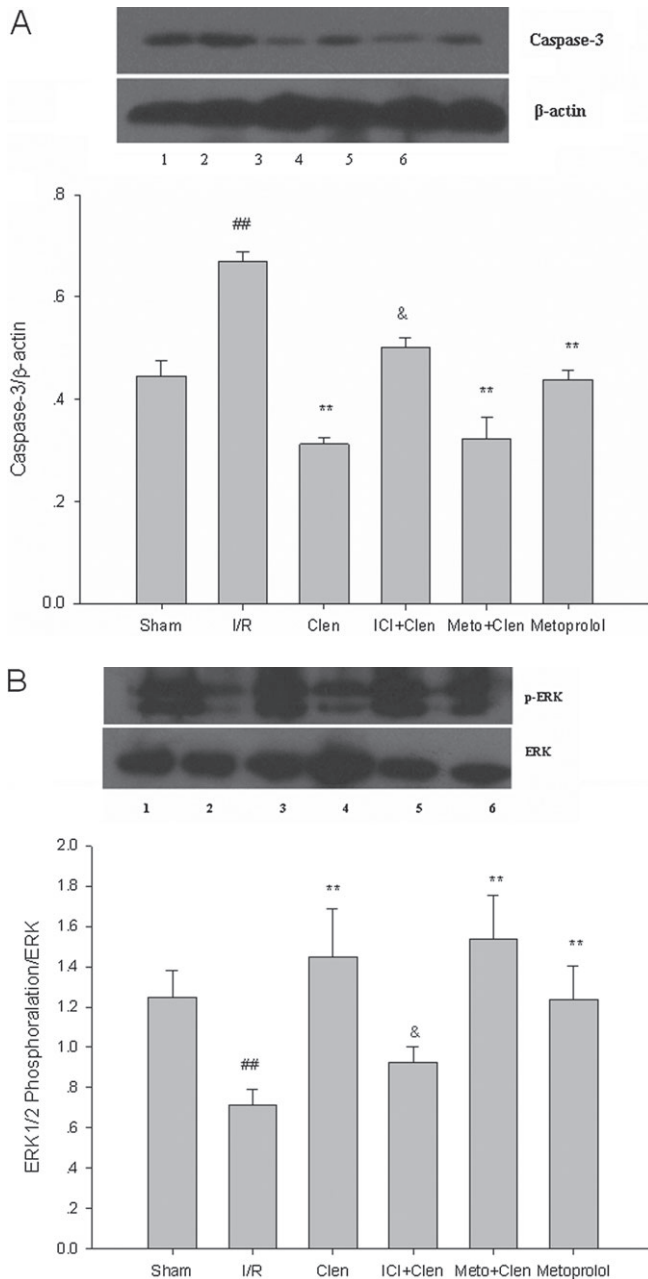 A
Caspase-3
β-actin
1 2 3 4 5 6
.8
.6
.4
.2
0.0
Caspase-3/β-actin
##
**
&
**
**
Sham I/R Clen ICI+Clen Meto+Clen Metoprolol
B
p-ERK
ERK
1 2 3 4 5 6
2.0
1.8
1.6
1.4
1.2
1.0
.8
.6
.4
.2
0.0
ERK1/2 Phosphoralation/ERK
##
**
&
**
**
Sham I/R Clen ICI+Clen Meto+Clen Metoprolol